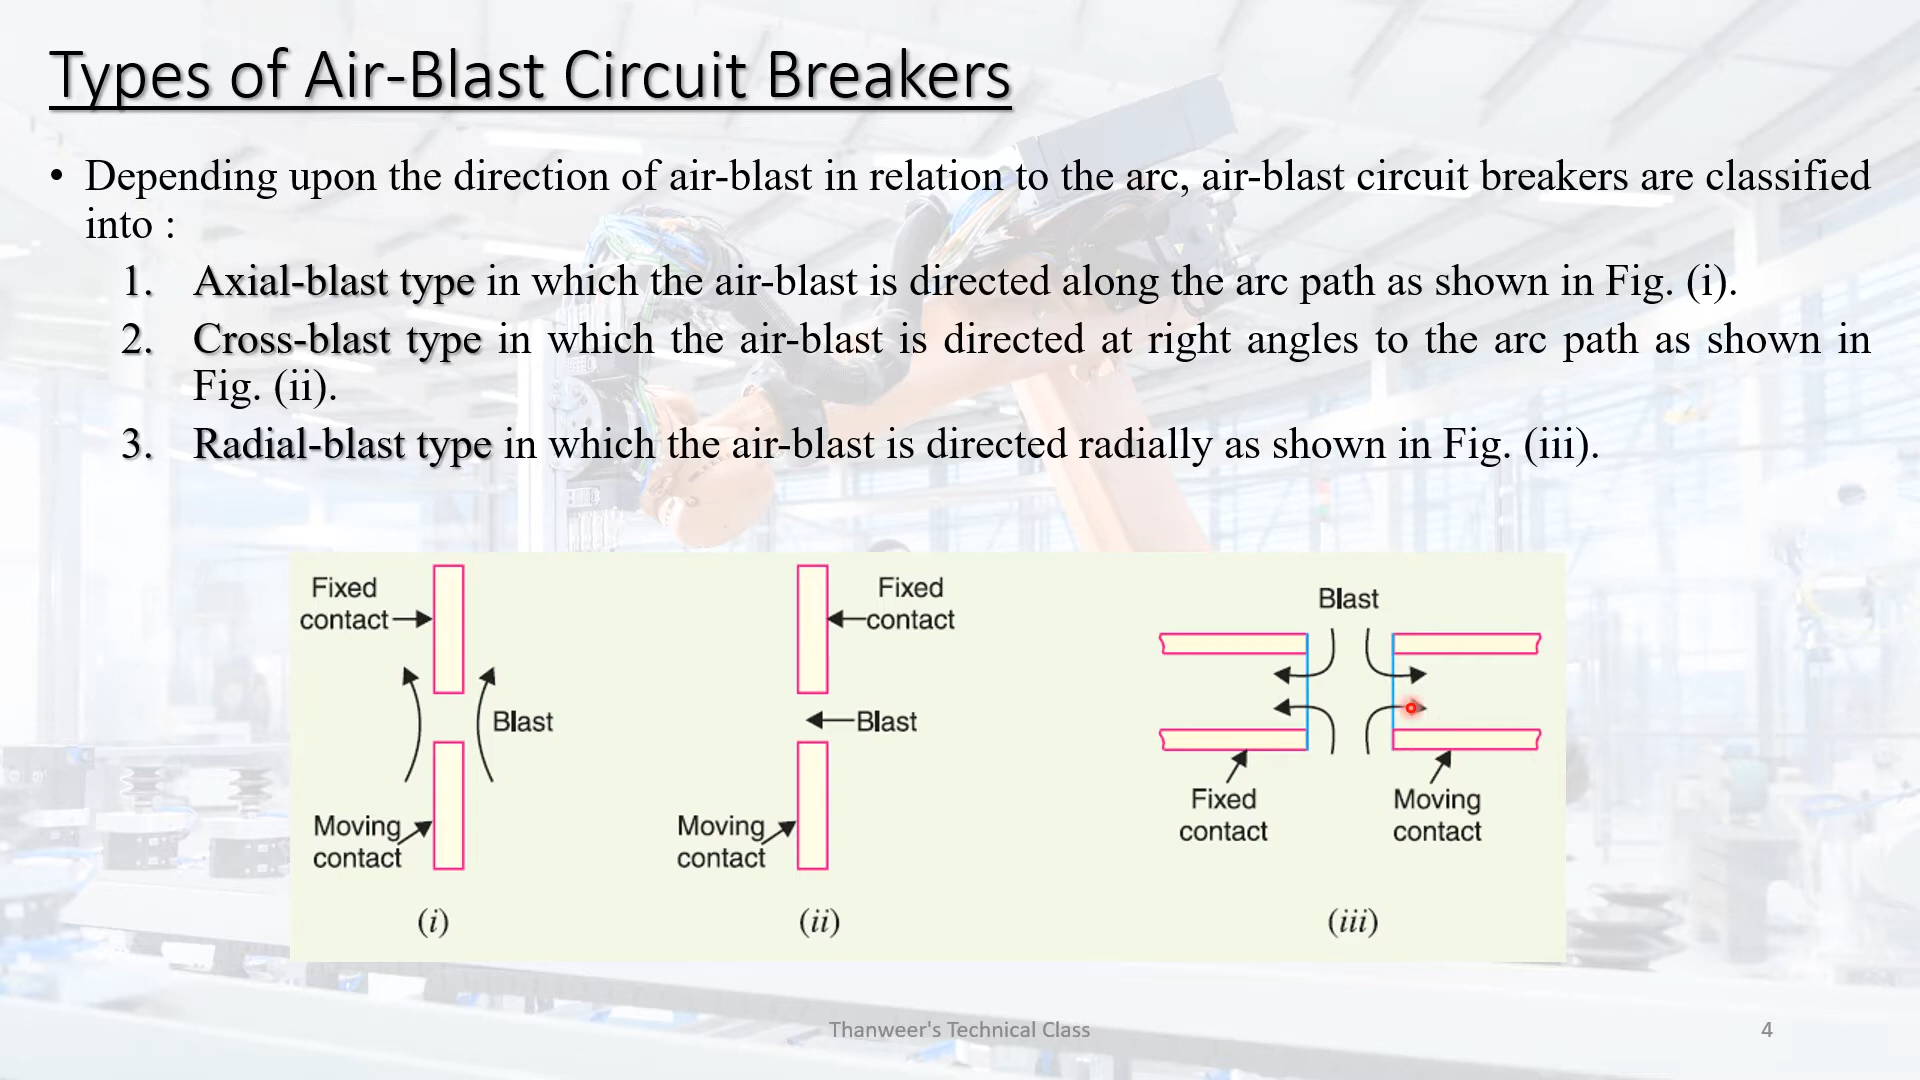 Types of Air-Blast Circuit Breakers
• Depending upon the direction of air-blast in relation to the arc, air-blast circuit breakers are classified
into :
1. Axial-blast type in which the air-blast is directed along the arc path as shown in Fig. (i).
2. Cross-blast type in which the air-blast is directed at right angles to the arc path as shown in
Fig. (ii).
3. Radial-blast type in which the air-blast is directed radially as shown in Fig. (iii).
Fixed
contact
Blast
Moving
contact
(i)
Fixed
contact
Blast
Moving
contact
(ii)
Blast
Fixed
contact
Moving
contact
(iii)
Thanweer's Technical Class
4